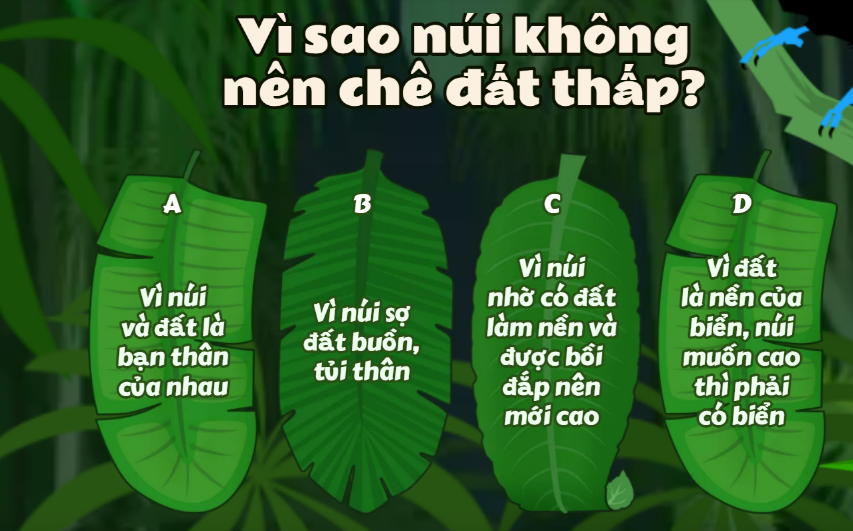 Vì sao núi không
nên chê đất thấp?
A
Vì núi
và đất là
bạn thân
của nhau
B
Vì núi sợ
đất buồn,
tủi thân
C
Vì núi
nhờ có đất
làm nền và
được bồi
đắp nên
mới cao
D
Vì đất
là nền của
biển, núi
muốn cao
thì phải
có biển